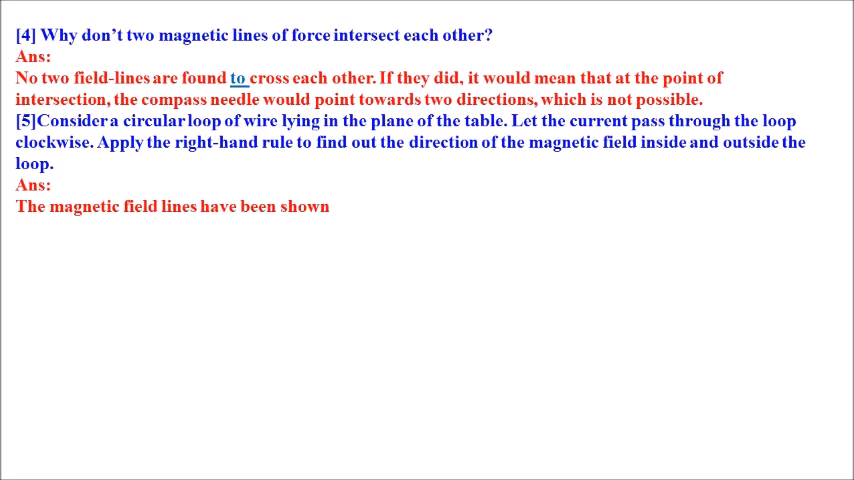 [4] Why don't two magnetic lines of force intersect each other?
Ans:
No two field-lines are found to cross each other. If they did, it would mean that at the point of
intersection, the compass needle would point towards two directions, which is not possible.
[5]Consider a circular loop of wire lying in the plane of the table. Let the current pass through the loop
clockwise. Apply the right-hand rule to find out the direction of the magnetic field inside and outside the
loop.
Ans:
The magnetic field lines have been shown